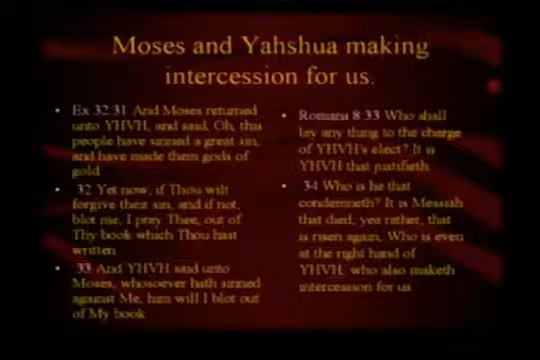 Moses and Yahshua making
intercession for us.
• Ex 32:31 And Moses returned
unto YHVH, and said, Oh, this
people have sinned a great sin,
and have made them gods of
gold.
• 32 Yet now, if Thou wilt
forgive their sin, and if not,
blot me, I pray Thee, out of
Thy book which Thou hast
written.
• 33 And YHVH said unto
Moses, whosoever hath sinned
against Me, him will I blot out
of My book.
• Romans 8:33 Who shall
lay any thing to the charge
of YHVH's elect? It is
YHVH that justifieth.
• 34 Who is he that
condemneth? It is Messiah
that died, yea rather, that
is risen again, Who is even
at the right hand of
YHVH, who also maketh
intercession for us.